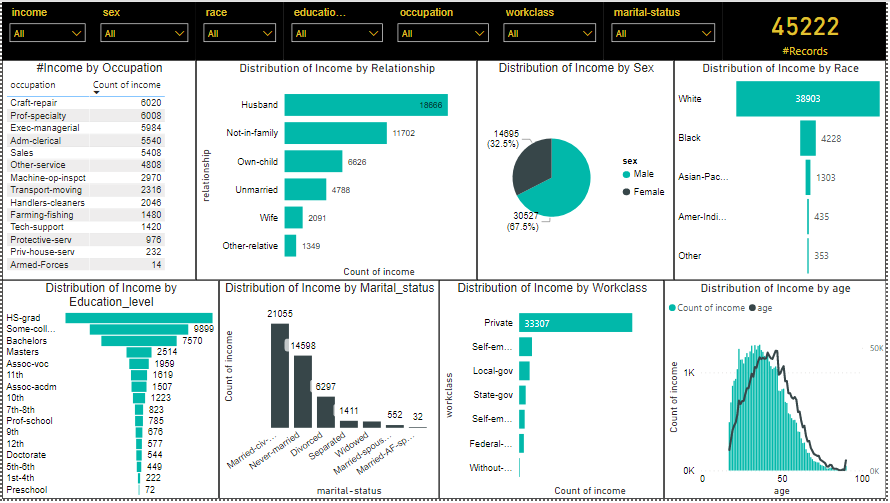 income sex race educatio... occupation workclass marital-status
All All All All All All All
45222
#Records
#Income by Occupation
occupation Count of income
Craft-repair 6020
Prof-specialty 6008
Exec-managerial 5984
Adm-clerical 5540
Sales 5408
Other-service 4808
Machine-op-inspct 2970
Transport-moving 2316
Handlers-cleaners 2046
Farming-fishing 1480
Tech-support 1420
Protective-serv 976
Priv-house-serv 232
Armed-Forces 14
Distribution of Income by Relationship
relationship
Husband 18666
Not-in-family 11702
Own-child 6626
Unmarried 4788
Wife 2091
Other-relative 1349
Count of income
Distribution of Income by Sex
14695
(32.5%)
30527
(67.5%)
sex
Male
Female
Distribution of Income by Race
White 38903
Black 4228
Asian-Pac... 1303
Amer-Indi... 435
Other 353
Distribution of Income by
Education_level
HS-grad
Some-coll... 9899
Bachelors 7570
Masters 2514
Assoc-voc 1959
11th 1619
Assoc-acdm 1507
10th 1223
7th-8th 823
Prof-school 785
9th 676
12th 577
Doctorate 544
5th-6th 449
1st-4th 222
Preschool 72
Distribution of Income by Marital_status
Count of income
21055
14598
6297
1411
552
32
Married-civ-...
Never-married
Divorced
Separated
Widowed
Married-spous...
Married-AF-sp...
marital-status
Distribution of Income by Workclass
workclass
Private 33307
Self-em...
Local-gov
State-gov
Self-em...
Federal-...
Without-...
Count of income
Distribution of Income by age
Count of income age
Count of income
1K
0K
50K
0K
0 50 100
age